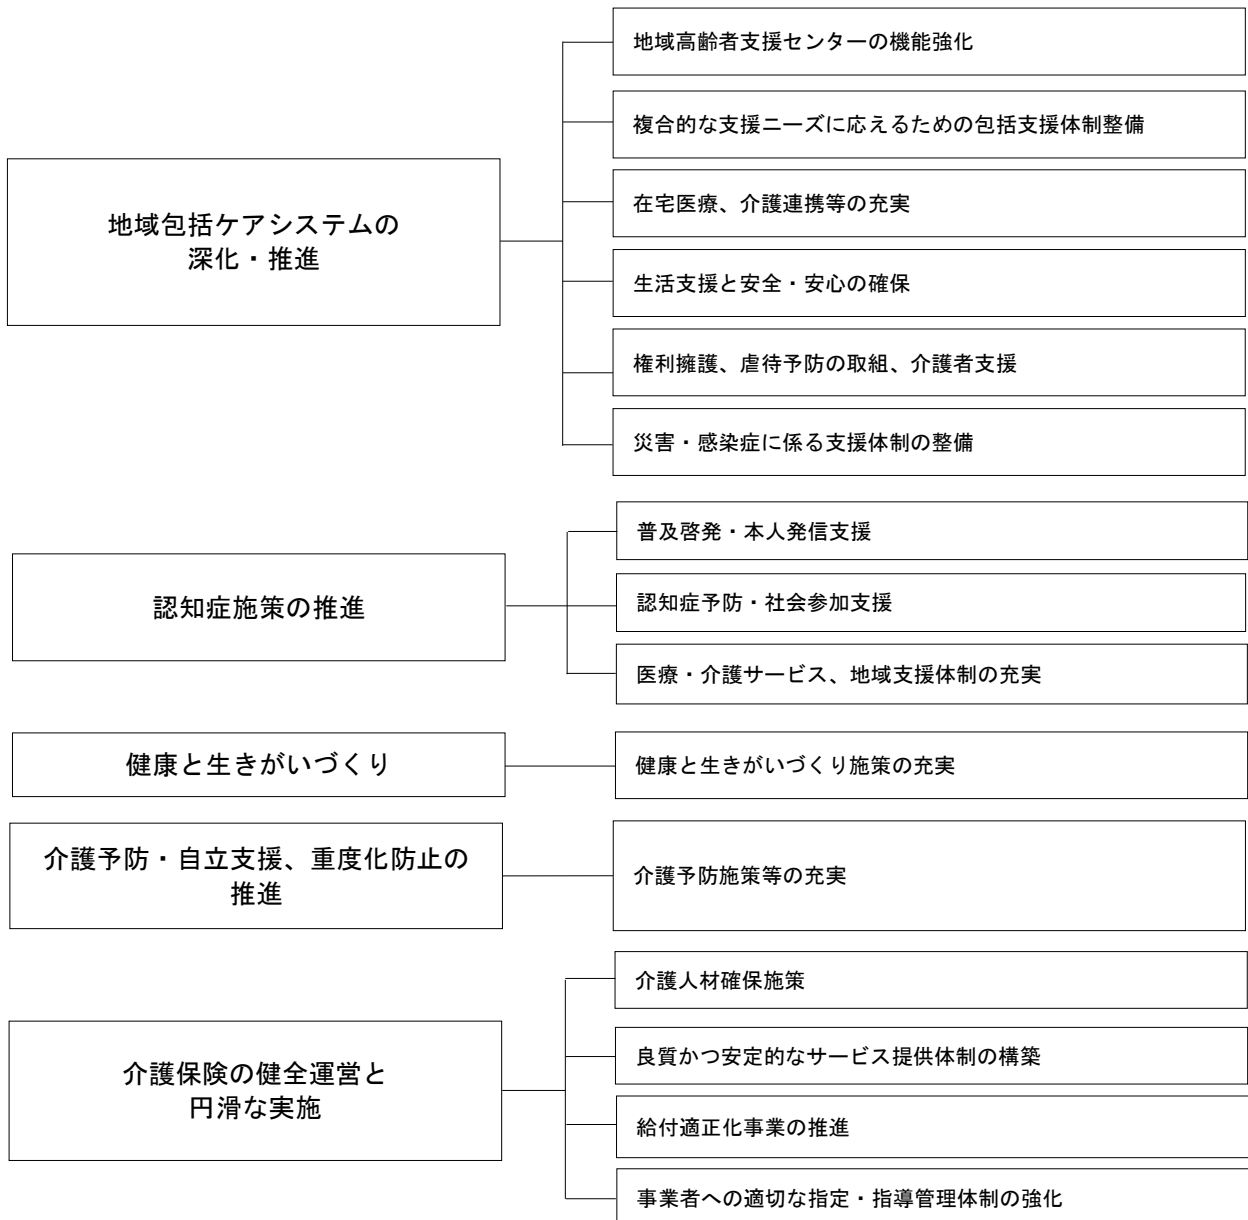 地域包括ケアシステムの
深化・推進
地域高齢者支援センターの機能強化
複合的な支援ニーズに応えるための包括支援体制整備
在宅医療、介護連携等の充実
生活支援と安全・安心の確保
権利擁護、虐待予防の取組、介護者支援
災害・感染症に係る支援体制の整備
認知症施策の推進
普及啓発・本人発信支援
認知症予防・社会参加支援
医療・介護サービス、地域支援体制の充実
健康と生きがいづくり
健康と生きがいづくり施策の充実
介護予防・自立支援、重度化防止の
推進
介護予防施策等の充実
介護保険の健全運営と
円滑な実施
介護人材確保施策
良質かつ安定的なサービス提供体制の構築
給付適正化事業の推進
事業者への適切な指定・指導管理体制の強化